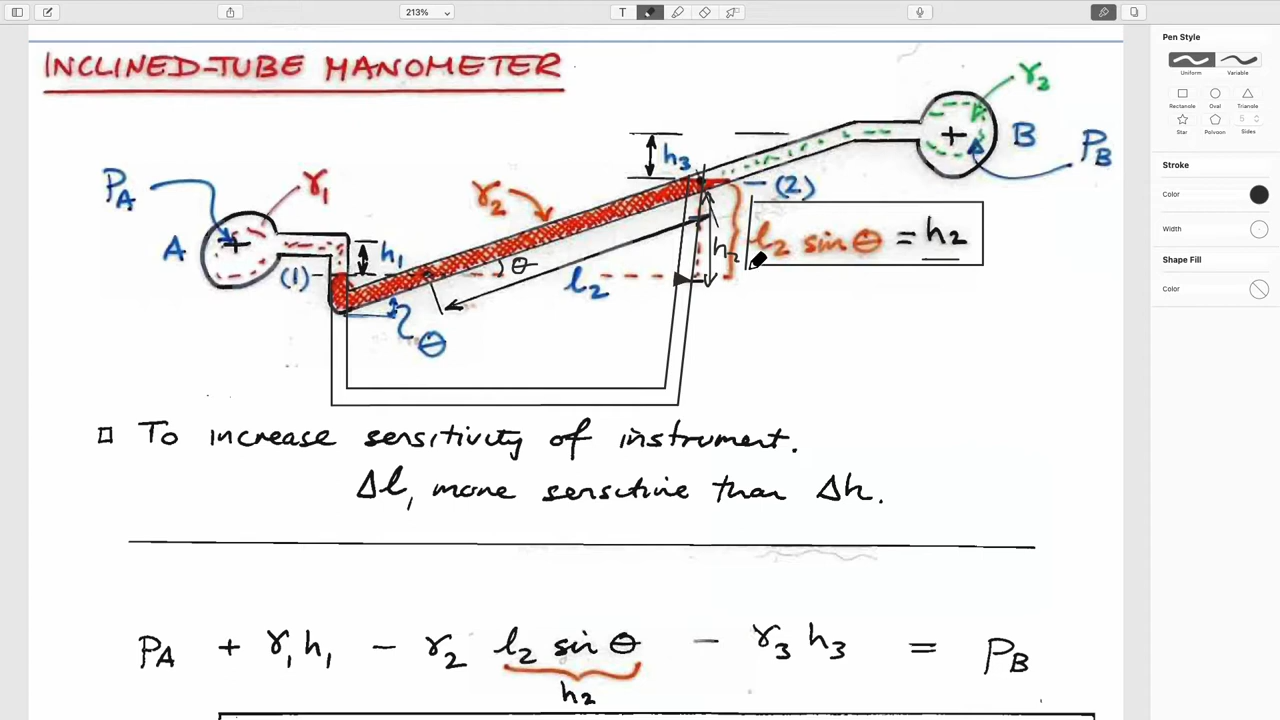 213%
T
Pen Style
Uniform Variable
Rectangle Oval Triangle
Star Polygon 5 Sides
Stroke
Color
Width
Shape Fill
Color
INCLINED-TUBE MANOMETER
γ3
B
PB
h3
(2)
PA
γ1
γ2
A
h1
(1)
θ
l2
h2
l2 sin θ = h2
θ
To increase sensitivity of instrument.
Δl, more sensitive than Δh.
PA + γ1h1 - γ2 l2 sin θ - γ3 h3 = PB
h2